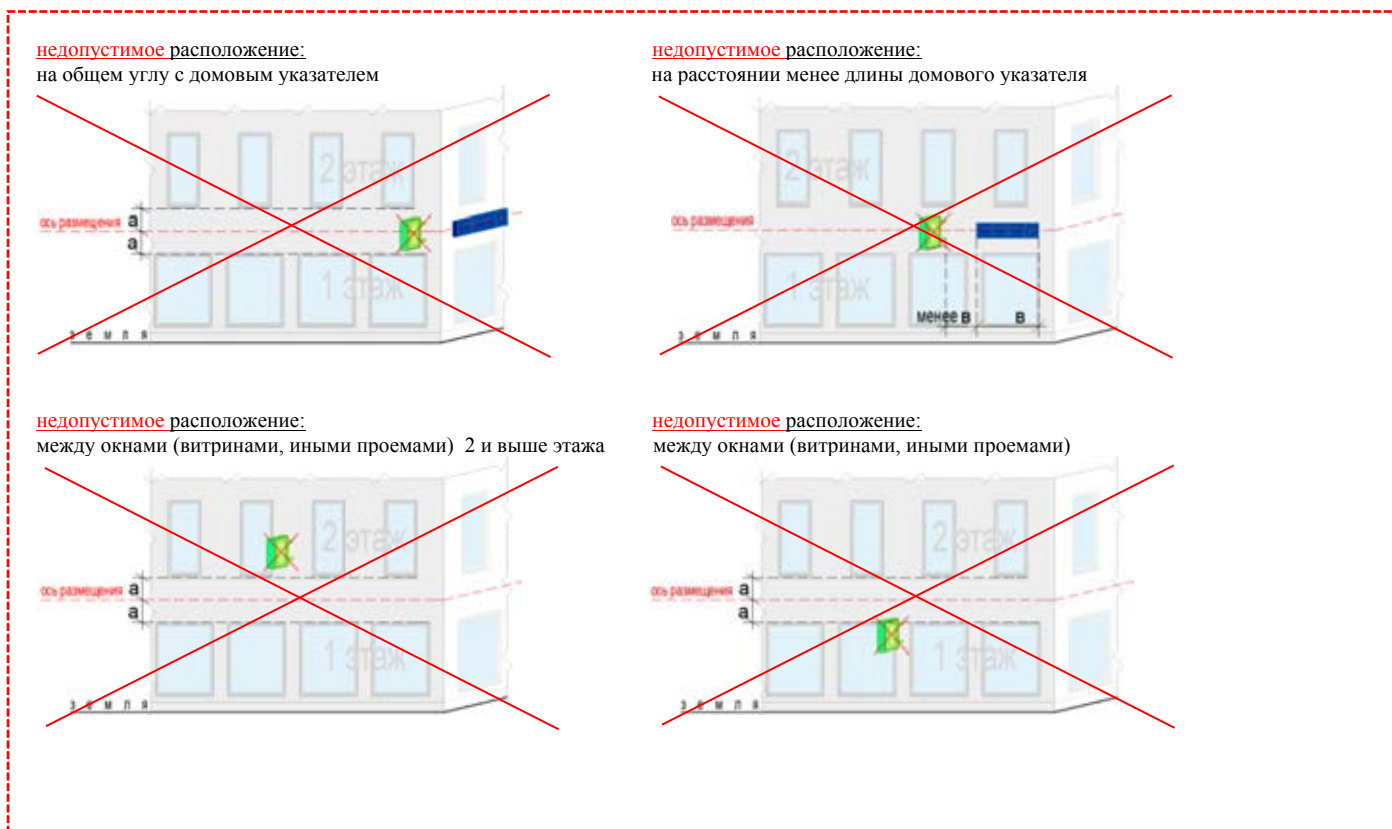 недопустимое расположение:
на общем углу с домовым указателем
2 этаж
ось размещения а
а
1 этаж
земля
недопустимое расположение:
на расстоянии менее длины домового указателя
2 этаж
ось размещения
1 этаж
менее в в
земля
недопустимое расположение:
между окнами (витринами, иными проемами) 2 и выше этажа
2 этаж
ось размещения а
а
1 этаж
земля
недопустимое расположение:
между окнами (витринами, иными проемами)
2 этаж
ось размещения а
а
1 этаж
земля